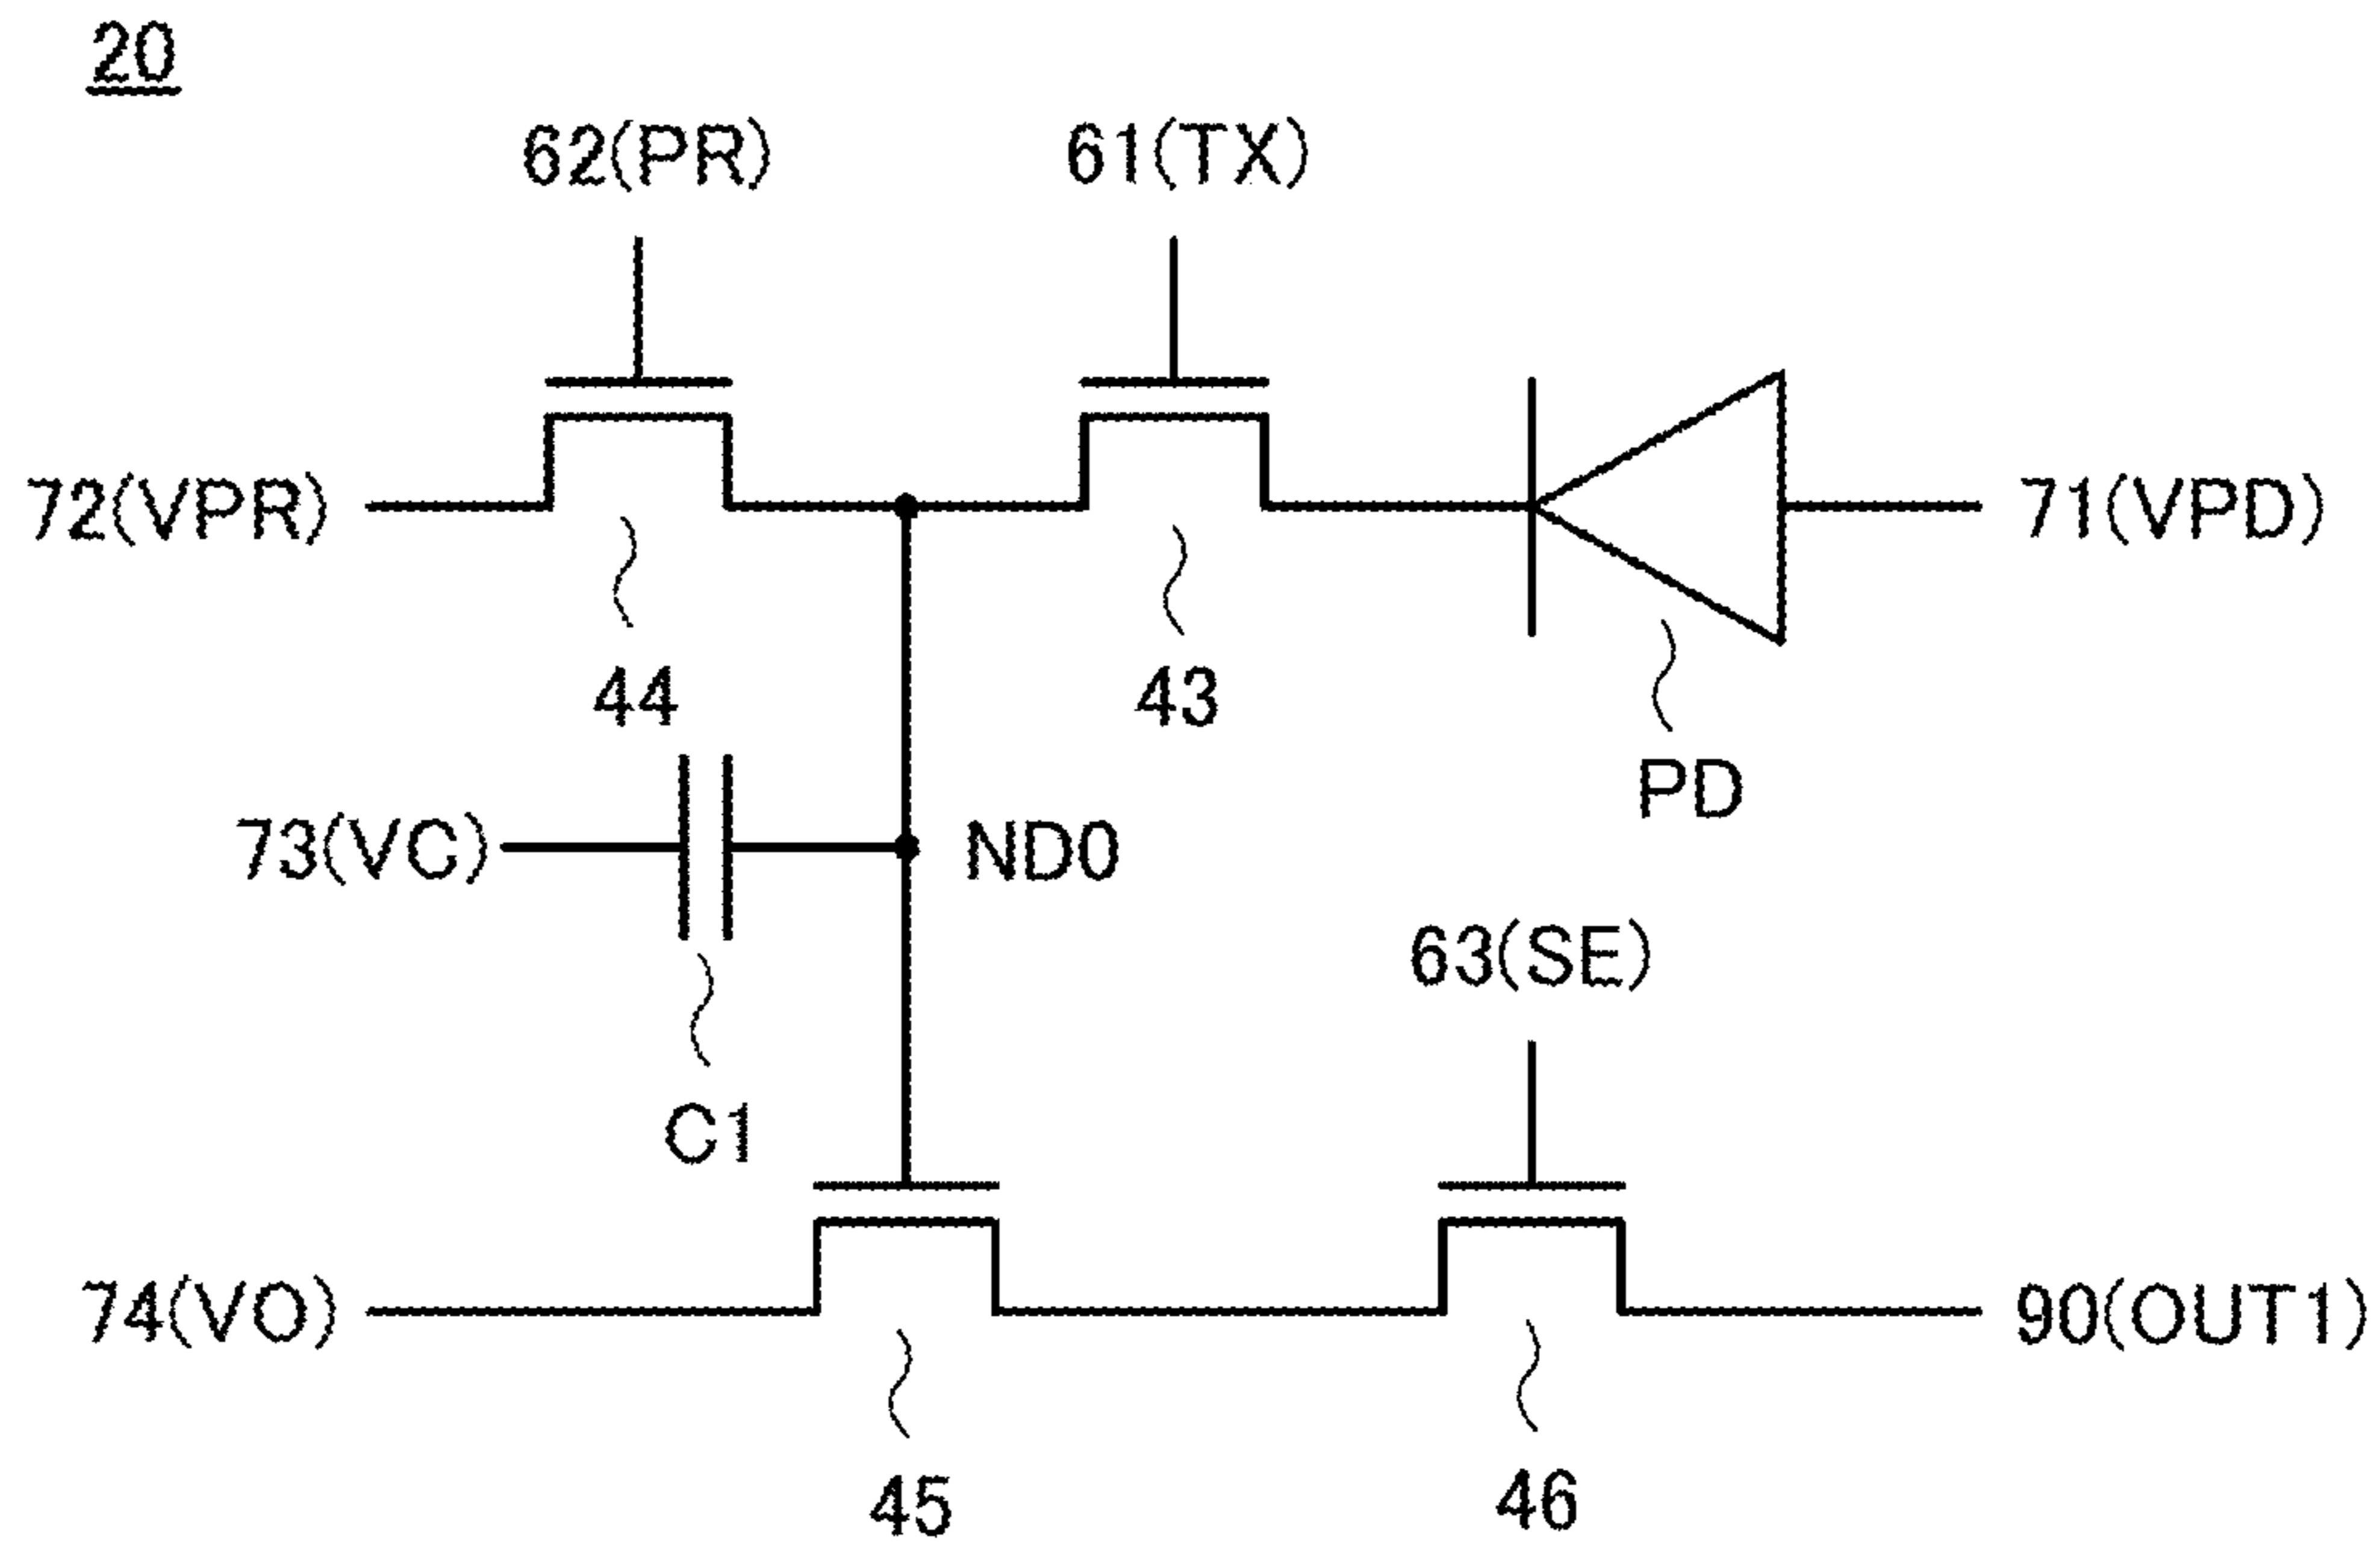 20
62(PR)
61(TX)
72(VPR)
71(VPD)
44
43
PD
73(VC)
ND0
63(SE)
C1
74(VO)
90(OUT1)
45
46